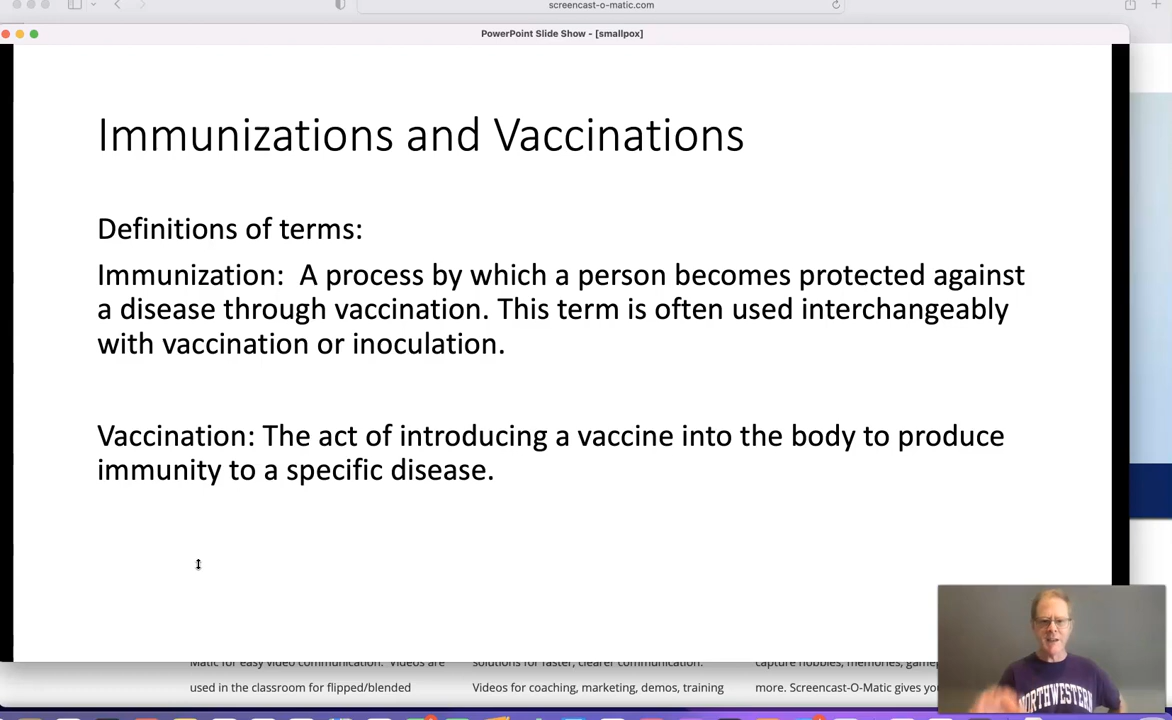 screencast-o-matic.com
PowerPoint Slide Show - [smallpox]
Immunizations and Vaccinations
Definitions of terms:
Immunization:  A process by which a person becomes protected against
a disease through vaccination. This term is often used interchangeably
with vaccination or inoculation.
Vaccination: The act of introducing a vaccine into the body to produce
immunity to a specific disease.
NORTHWESTERN
Matic for easy video communication. Videos are
solutions for faster, clearer communication.
capture hobbies, memories,
used in the classroom for flipped/blended
Videos for coaching, marketing, demos, training
more. Screencast-O-Matic gives